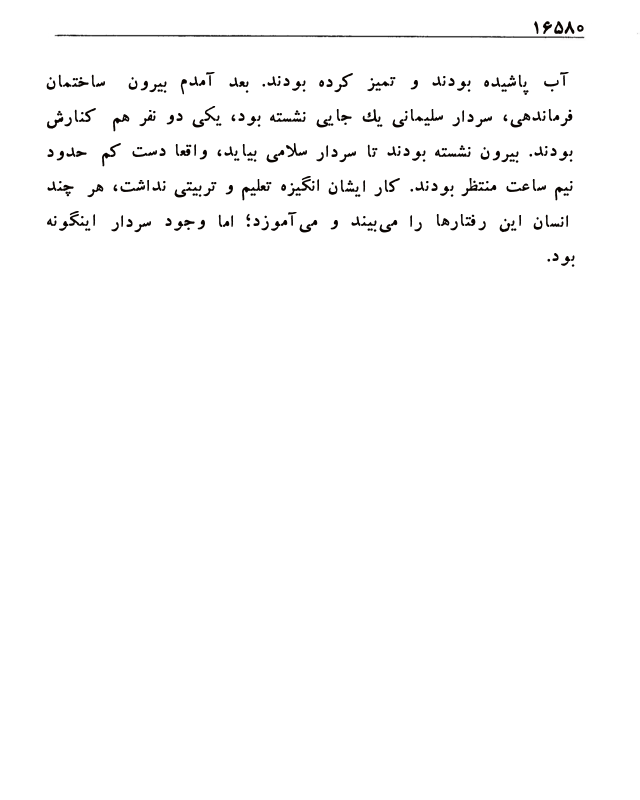 ۱۶۵۸۰
آب پاشیده بودند و تمیز کرده بودند. بعد آمدم بیرون ساختمان
فرماندهی، سردار سلیمانی یك جایی نشسته بود، یکی دو نفر هم کنارش
بودند. بیرون نشسته بودند تا سردار سلامی بیاید، واقعا دست کم حدود
نیم ساعت منتظر بودند. کار ایشان انگیزه تعلیم و تربیتی نداشت، هر چند
انسان این رفتارها را می‌بیند و می‌آموزد؛ اما وجود سردار اینگونه
بود.